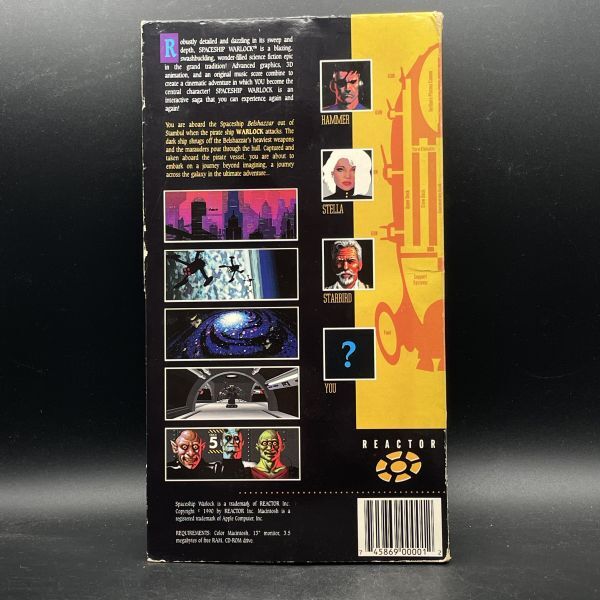 Robustly detailed and dazzling in its sweep and
depth, SPACESHIP WARLOCK™ is a blazing,
swashbuckling, wonder-filled science fiction epic
in the grand tradition! Advanced graphics, 3D
animation, and an original music score combine to
create a cinematic adventure in which YOU become the
central character! SPACESHIP WARLOCK is an
interactive saga that you can experience again and
again!
You are aboard the Spaceship Belshazzar out of
Stambul when the pirate ship WARLOCK attacks. The
dark ship shrugs off the Belshazzar's heaviest weapons
and the marauders pour through the hull. Captured and
taken aboard the pirate vessel, you are about to
embark on a journey beyond imagining, a journey
across the galaxy in the ultimate adventure...
HAMMER
STELLA
STARBIRD
?
YOU
5
Support
Systems
REACTOR
Spaceship Warlock is a trademark of REACTOR Inc.
Copyright © 1990 by REACTOR Inc. Macintosh is a
registered trademark of Apple Computer, Inc.
REQUIREMENTS: Color Macintosh, 13" monitor, 3.5
megabytes of free RAM, CD-ROM drive.
7 45869 00001 2